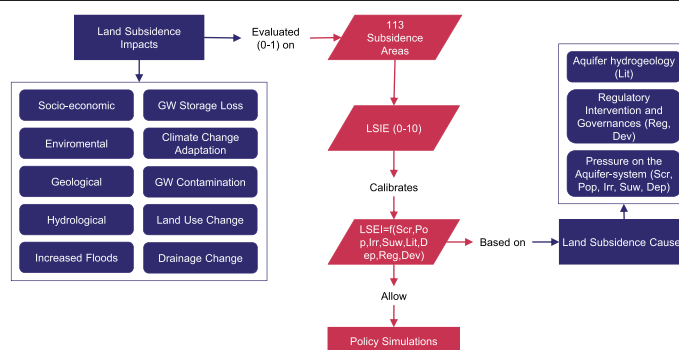 Land Subsidence
Impacts
Evaluated
(0-1) on
113
Subsidence
Areas
Socio-economic
GW Storage Loss
Enviromental
Climate Change
Adaptation
Geological
GW Contamination
Hydrological
Land Use Change
Increased Floods
Drainage Change
LSIE (0-10)
Calibrates
LSEI=f(Scr,Po
p,Irr,Suw,Lit,D
ep,Reg,Dev)
Allow
Policy Simulations
Based on
Aquifer hydrogeology
(Lit)
Regulatory
Intervention and
Governances (Reg,
Dev)
Pressure on the
Aquifer-system (Scr,
Pop, Irr, Suw, Dep)
Land Subsidence Cause